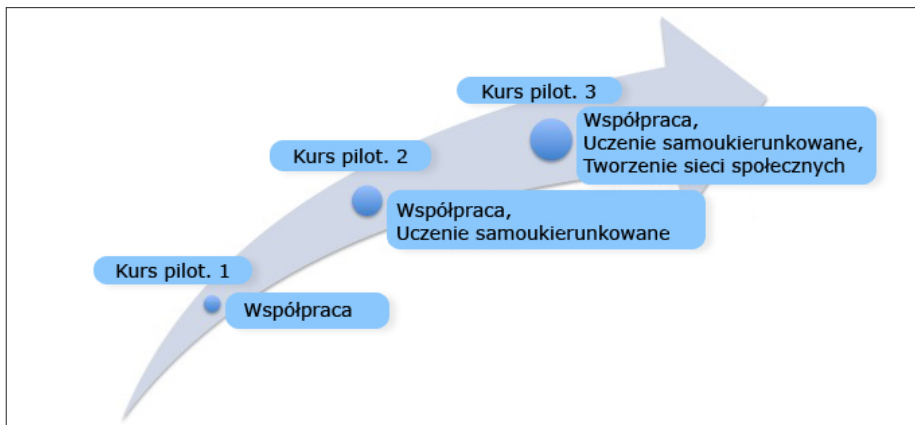 Kurs pilot. 3
Współpraca,
Uczenie samoukierunkowane,
Tworzenie sieci społecznych
Kurs pilot. 2
Współpraca,
Uczenie samoukierunkowane
Kurs pilot. 1
Współpraca